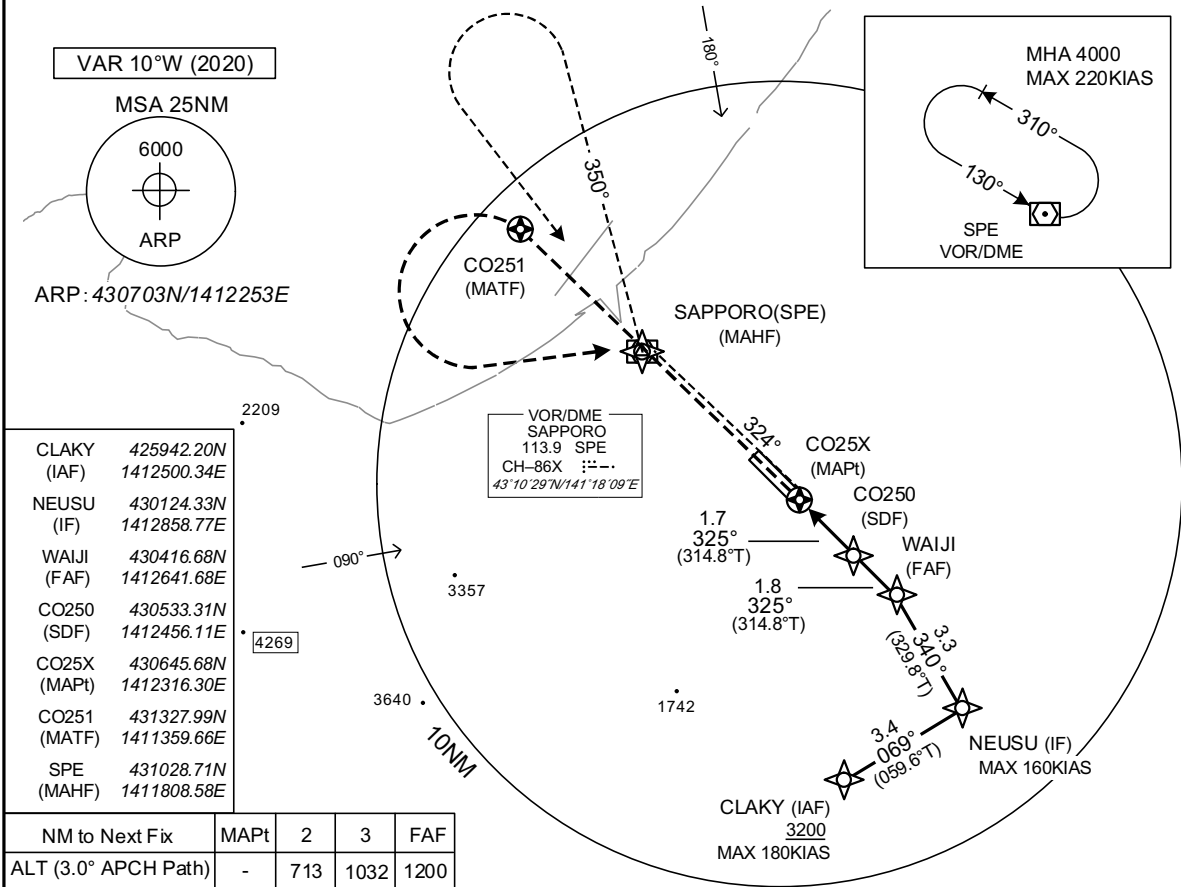 VAR 10°W (2020)
MSA 25NM
6000
ARP
ARP: 430703N/1412253E
180°
350°
MHA 4000
MAX 220KIAS
310°
130°
SPE
VOR/DME
CO251
(MATF)
SAPPORO(SPE)
(MAHF)
2209
VOR/DME
SAPPORO
113.9 SPE
CH–86X
43°10'29"N/141°18'09"E
324°
CO25X
(MAPt)
CO250
(SDF)
WAIJI
(FAF)
1.7
325°
(314.8°T)
1.8
325°
(314.8°T)
090°
3357
4269
3640
1742
10NM
3.3
340°
(329.8°T)
3.4
069°
(059.6°T)
NEUSU (IF)
MAX 160KIAS
CLAKY (IAF)
3200
MAX 180KIAS
CLAKY 425942.20N
(IAF) 1412500.34E
NEUSU 430124.33N
(IF) 1412858.77E
WAIJI 430416.68N
(FAF) 1412641.68E
CO250 430533.31N
(SDF) 1412456.11E
CO25X 430645.68N
(MAPt) 1412316.30E
CO251 431327.99N
(MATF) 1411359.66E
SPE 431028.71N
(MAHF) 1411808.58E
NM to Next Fix MAPt 2 3 FAF
ALT (3.0° APCH Path) - 713 1032 1200